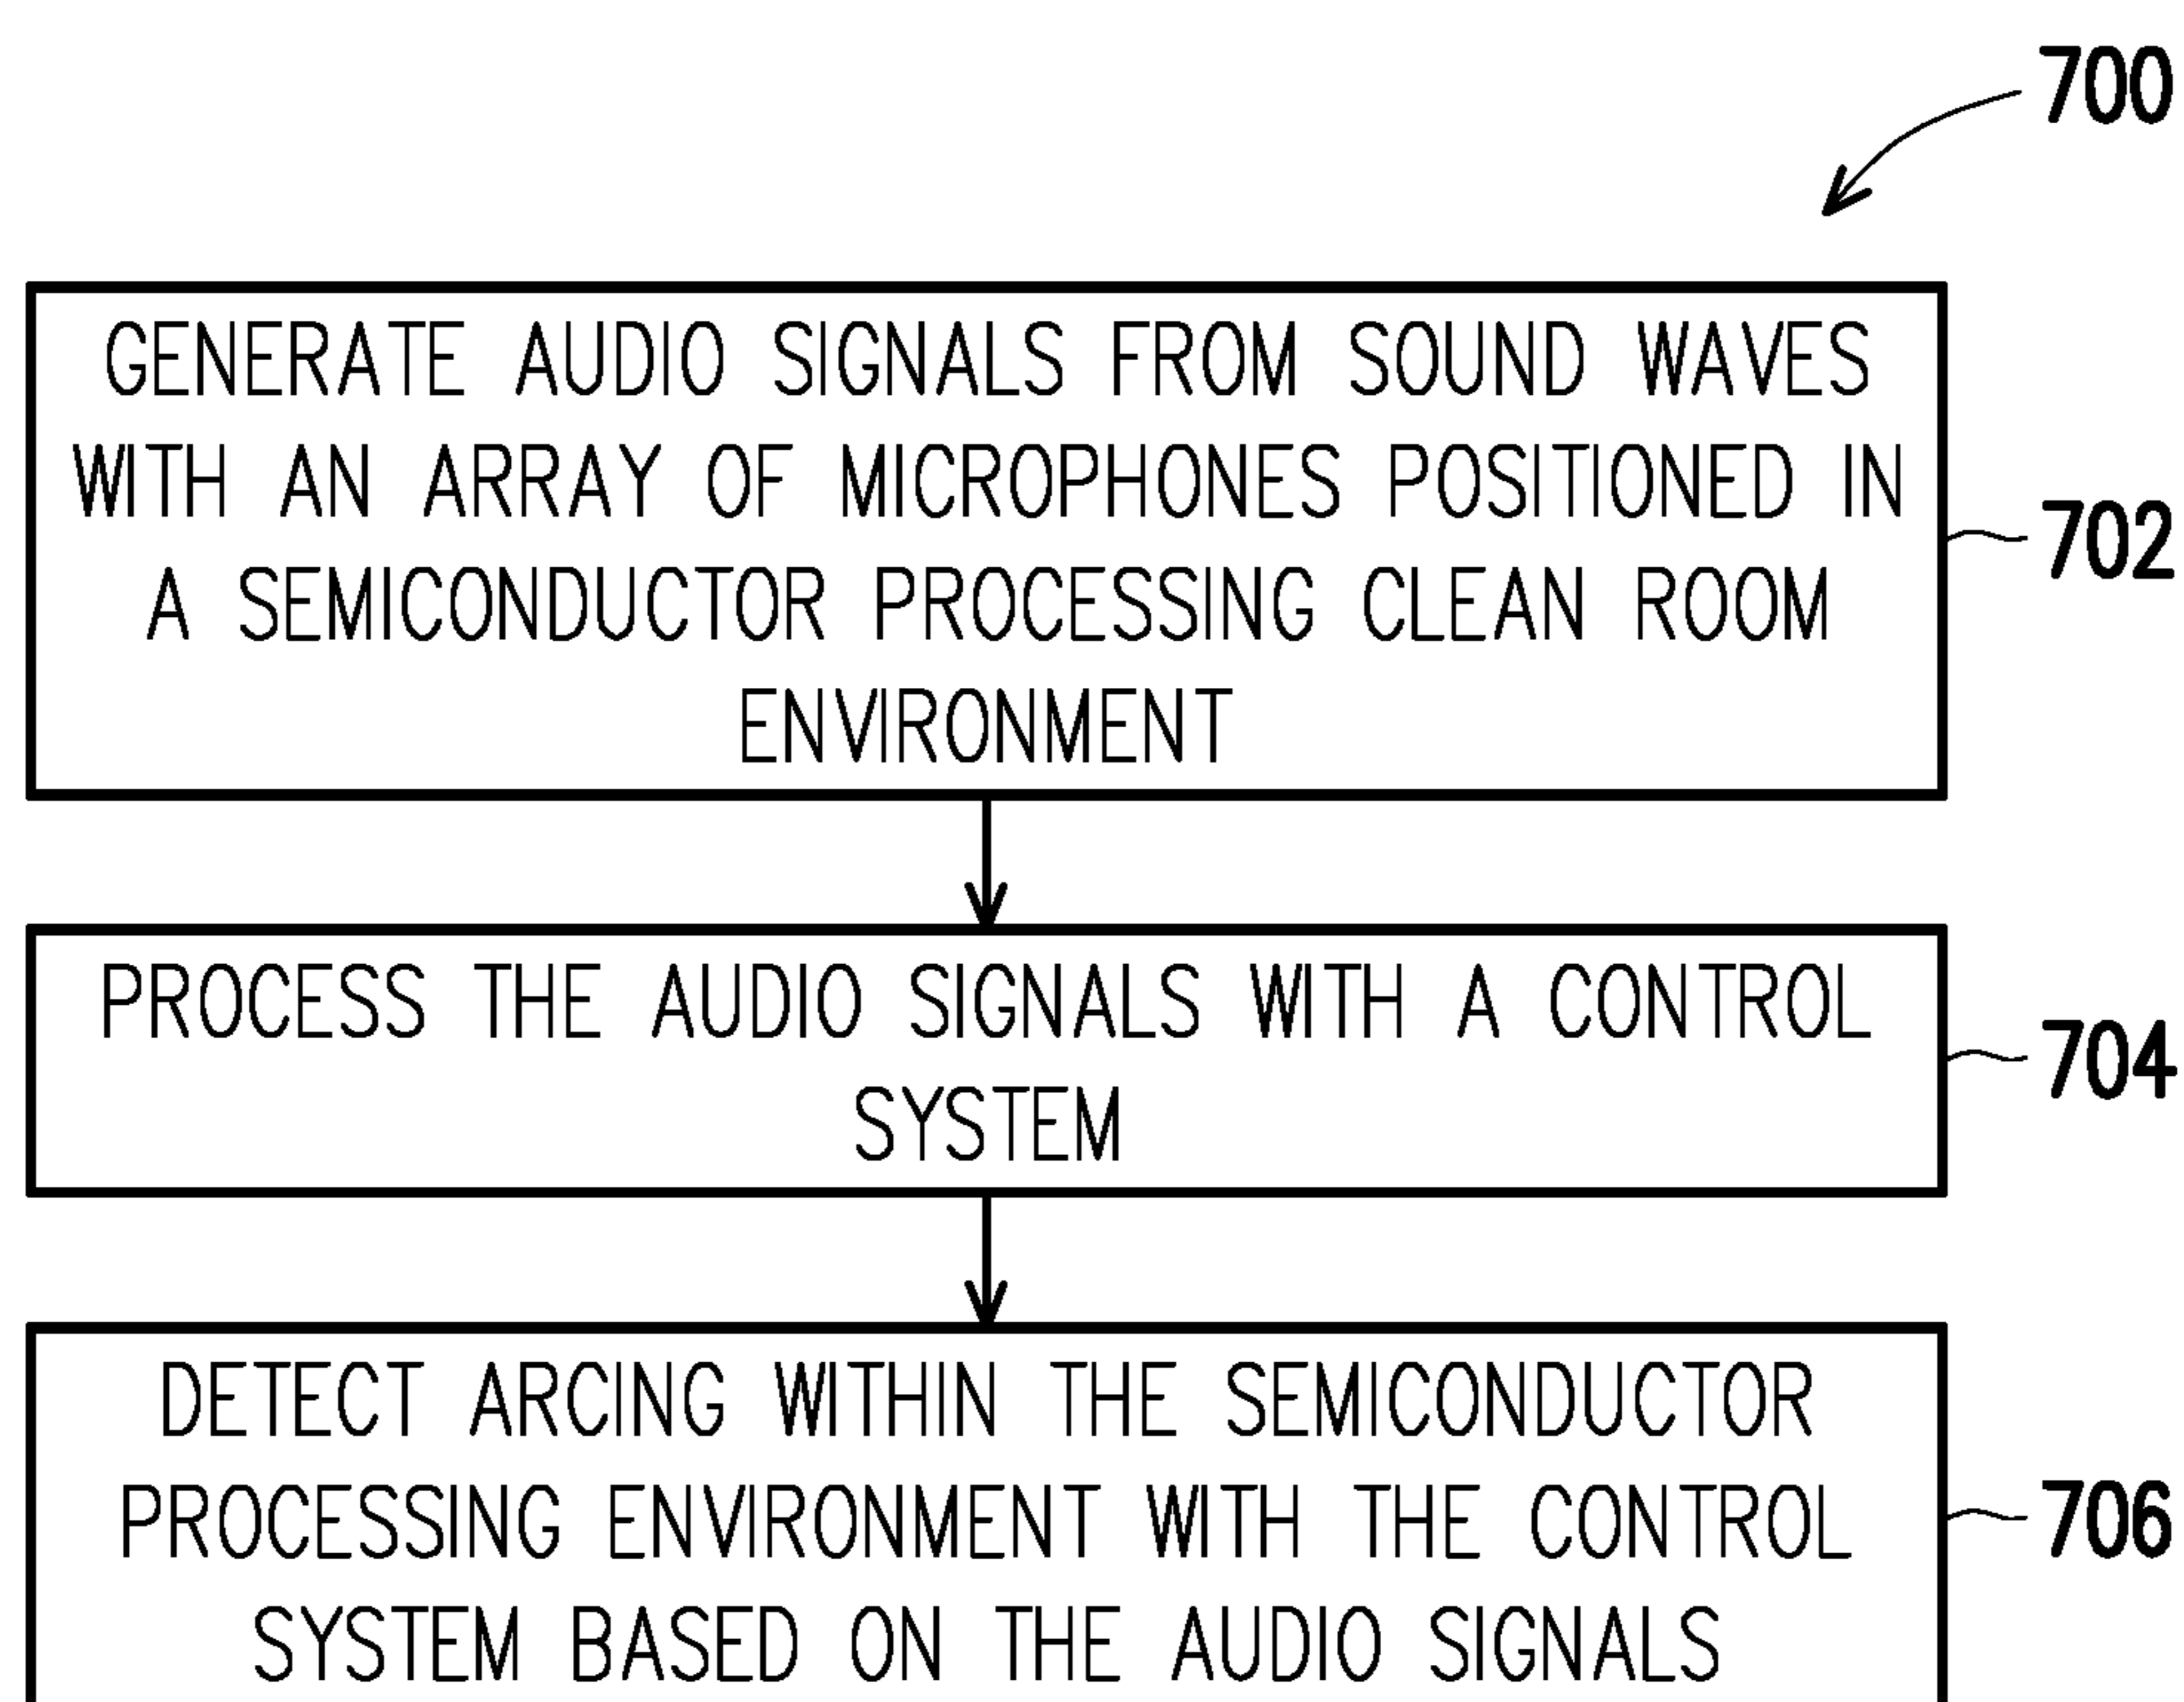 700
GENERATE AUDIO SIGNALS FROM SOUND WAVES
WITH AN ARRAY OF MICROPHONES POSITIONED IN
A SEMICONDUCTOR PROCESSING CLEAN ROOM
ENVIRONMENT
702
PROCESS THE AUDIO SIGNALS WITH A CONTROL
SYSTEM
704
DETECT ARCING WITHIN THE SEMICONDUCTOR
PROCESSING ENVIRONMENT WITH THE CONTROL
SYSTEM BASED ON THE AUDIO SIGNALS
706